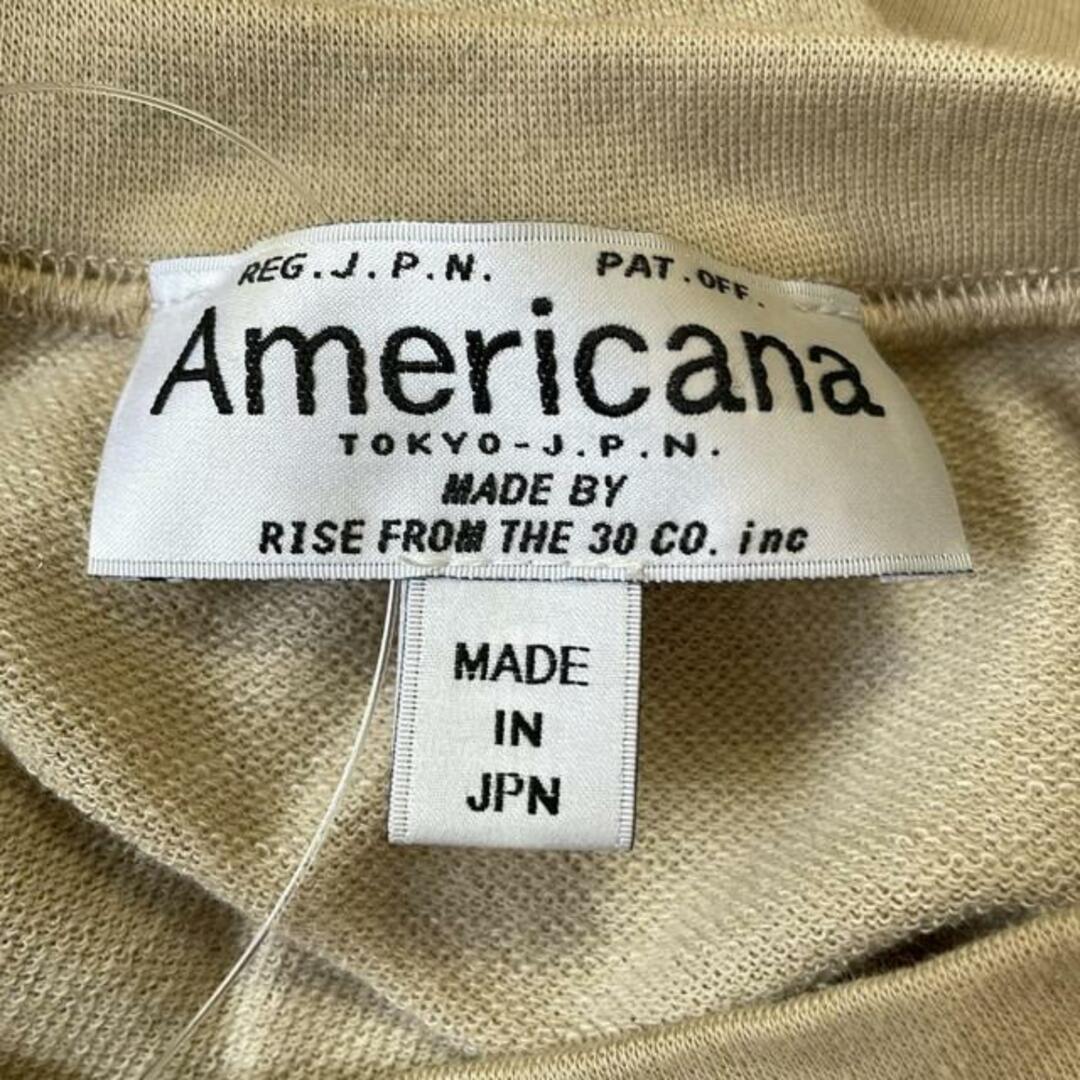 REG.J.P.N. PAT.OFF.
Americana
TOKYO-J.P.N.
MADE BY
RISE FROM THE 30 CO. inc
MADE
IN
JPN